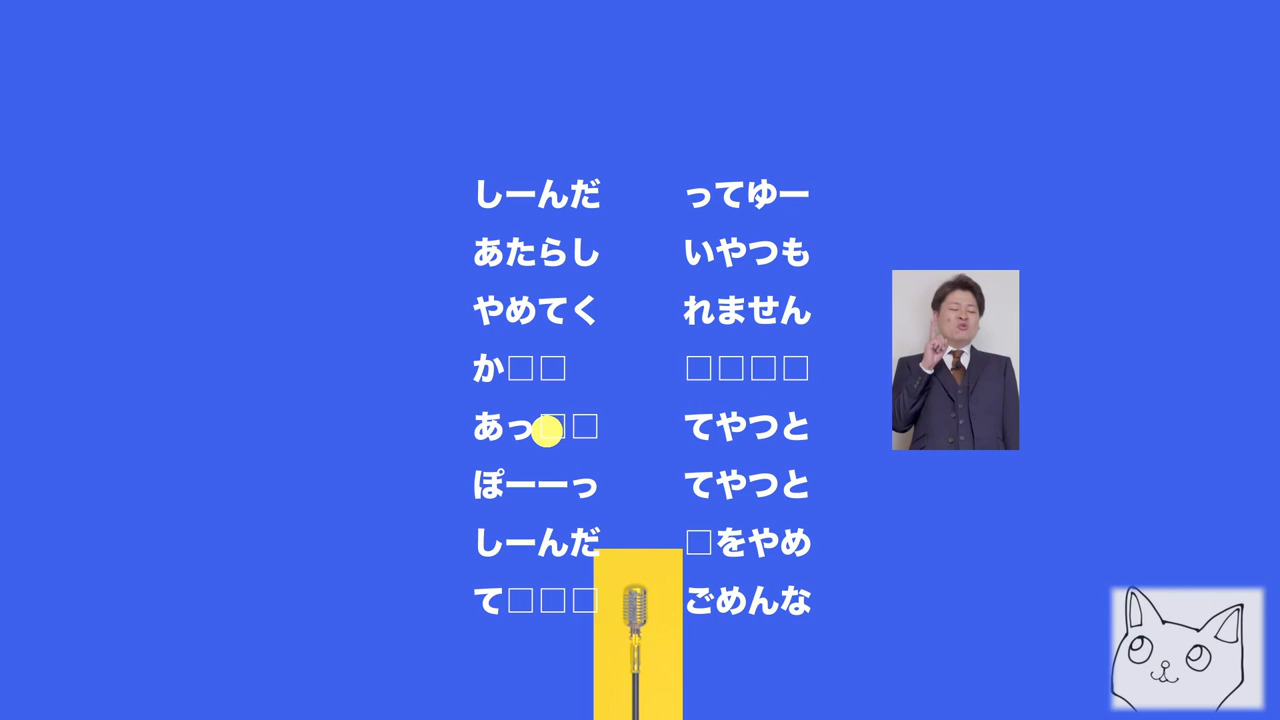 しーんだ ってゆー
あたらし いやつも
やめてく れません
か□□ □□□□
あっ□□ てやつと
ぽーーっ てやつと
しーんだ □をやめ
て□□□ ごめんな